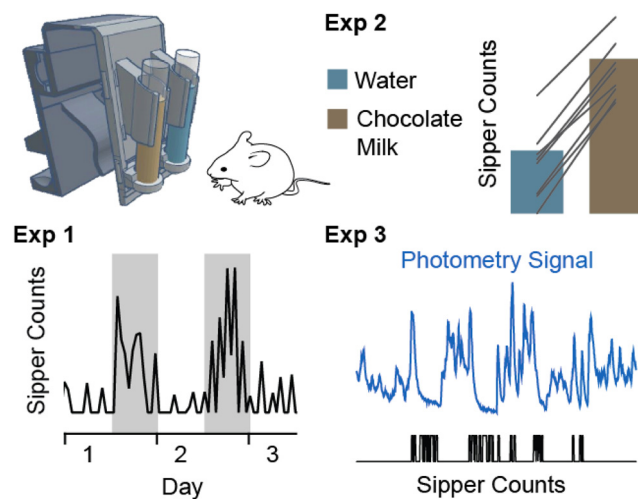 Exp 2
Water
Chocolate
Milk
Sipper Counts
Exp 1
Sipper Counts
1 2 3
Day
Exp 3
Photometry Signal
Sipper Counts